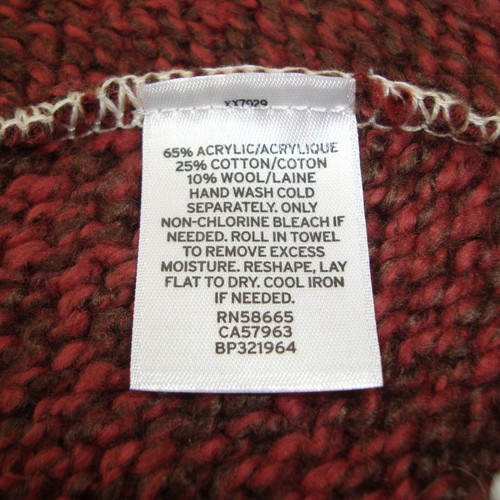 XX7929
65% ACRYLIC/ACRYLIQUE
25% COTTON/COTON
10% WOOL/LAINE
HAND WASH COLD
SEPARATELY. ONLY
NON-CHLORINE BLEACH IF
NEEDED. ROLL IN TOWEL
TO REMOVE EXCESS
MOISTURE. RESHAPE, LAY
FLAT TO DRY. COOL IRON
IF NEEDED.
RN58665
CA57963
BP321964